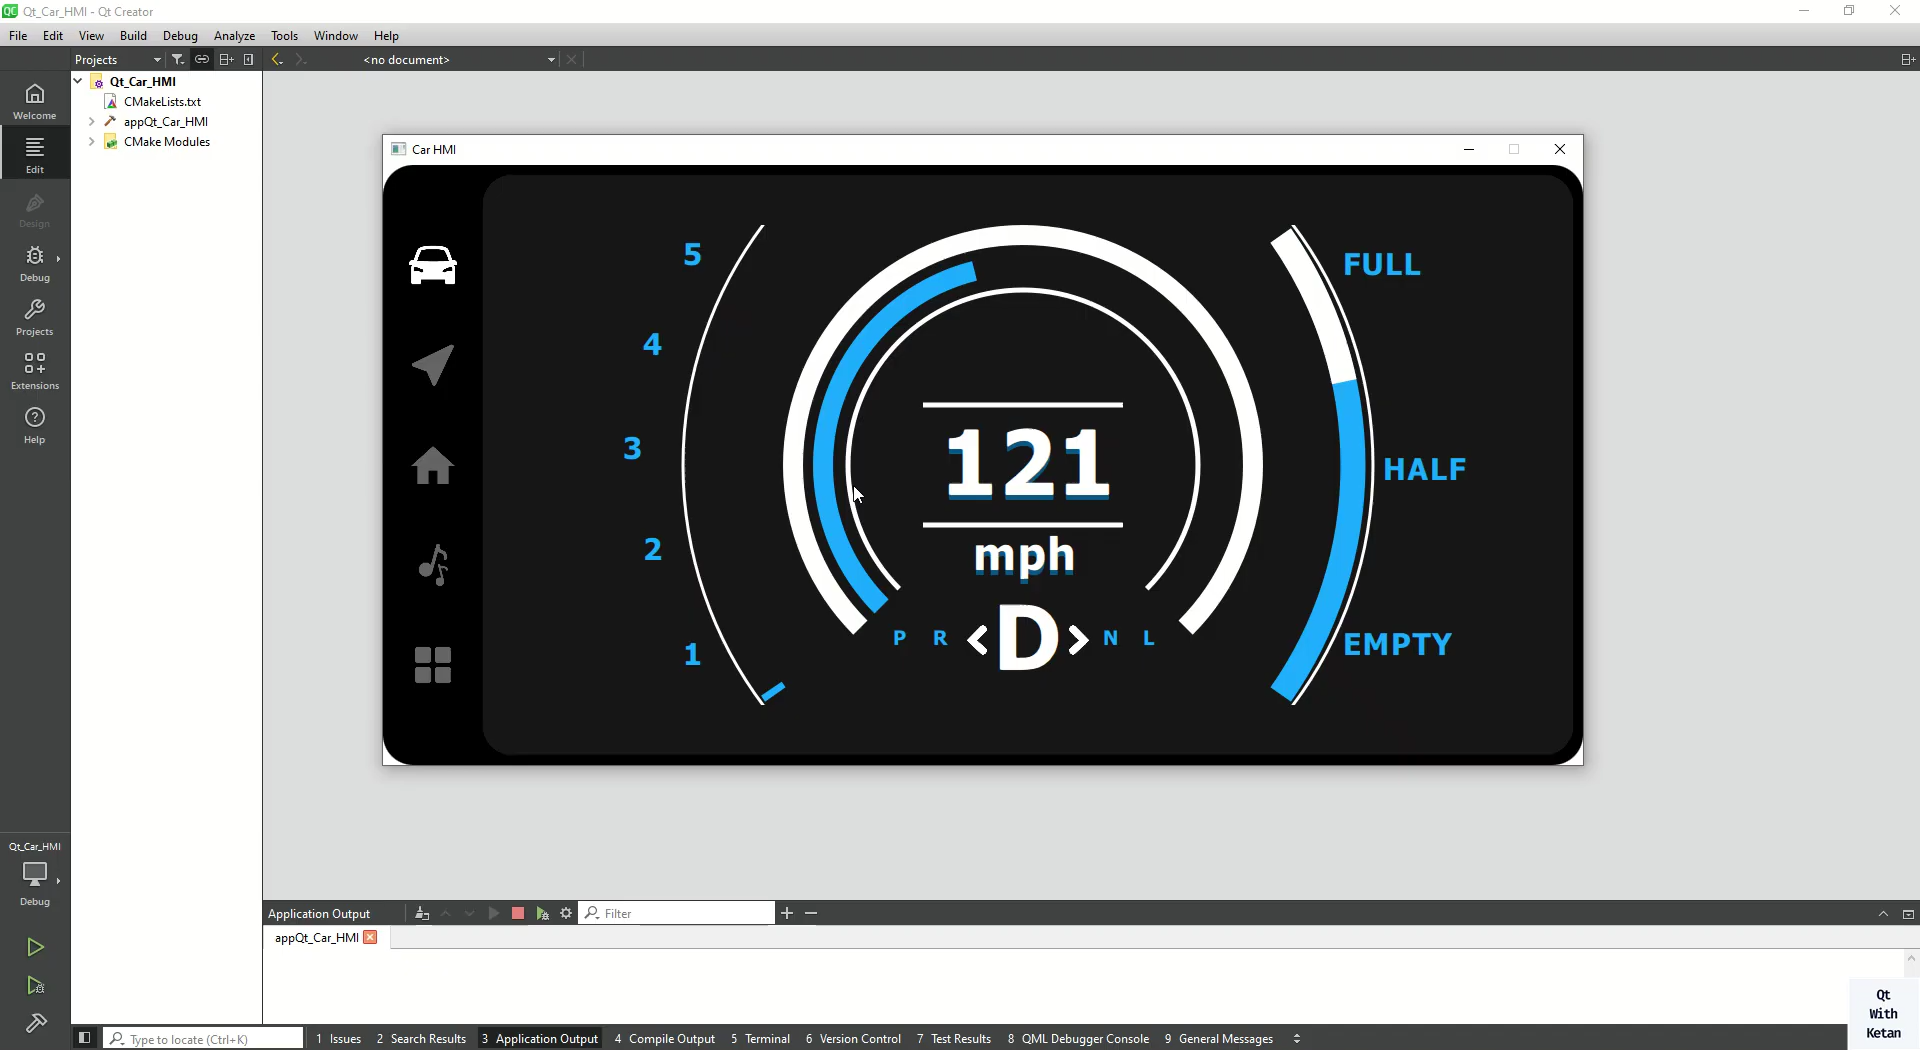 QC Qt_Car_HMI - Qt Creator
File Edit View Build Debug Analyze Tools Window Help
Projects <no document>
Qt_Car_HMI
CMakeLists.txt
appQt_Car_HMI
CMake Modules
Welcome
Edit
Design
Debug
Projects
Extensions
Help
Car HMI
5
4
3
2
1
121
mph
P R D N L
FULL
HALF
EMPTY
Qt_Car_HMI
Debug
Application Output Filter
appQt_Car_HMI
Type to locate (Ctrl+K) 1 Issues 2 Search Results 3 Application Output 4 Compile Output 5 Terminal 6 Version Control 7 Test Results 8 QML Debugger Console 9 General Messages
Qt
With
Ketan